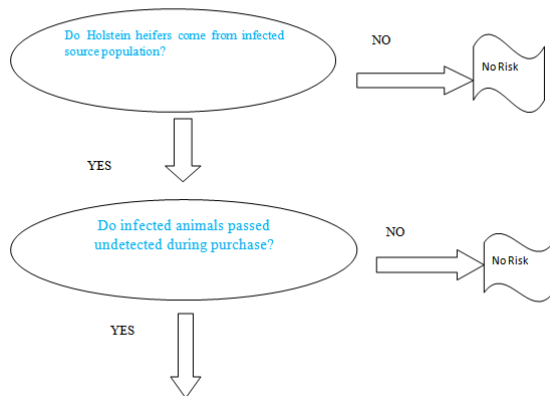 Do Holstein heifers come from infected
source population?
NO
No Risk
YES
Do infected animals passed
undetected during purchase?
NO
No Risk
YES